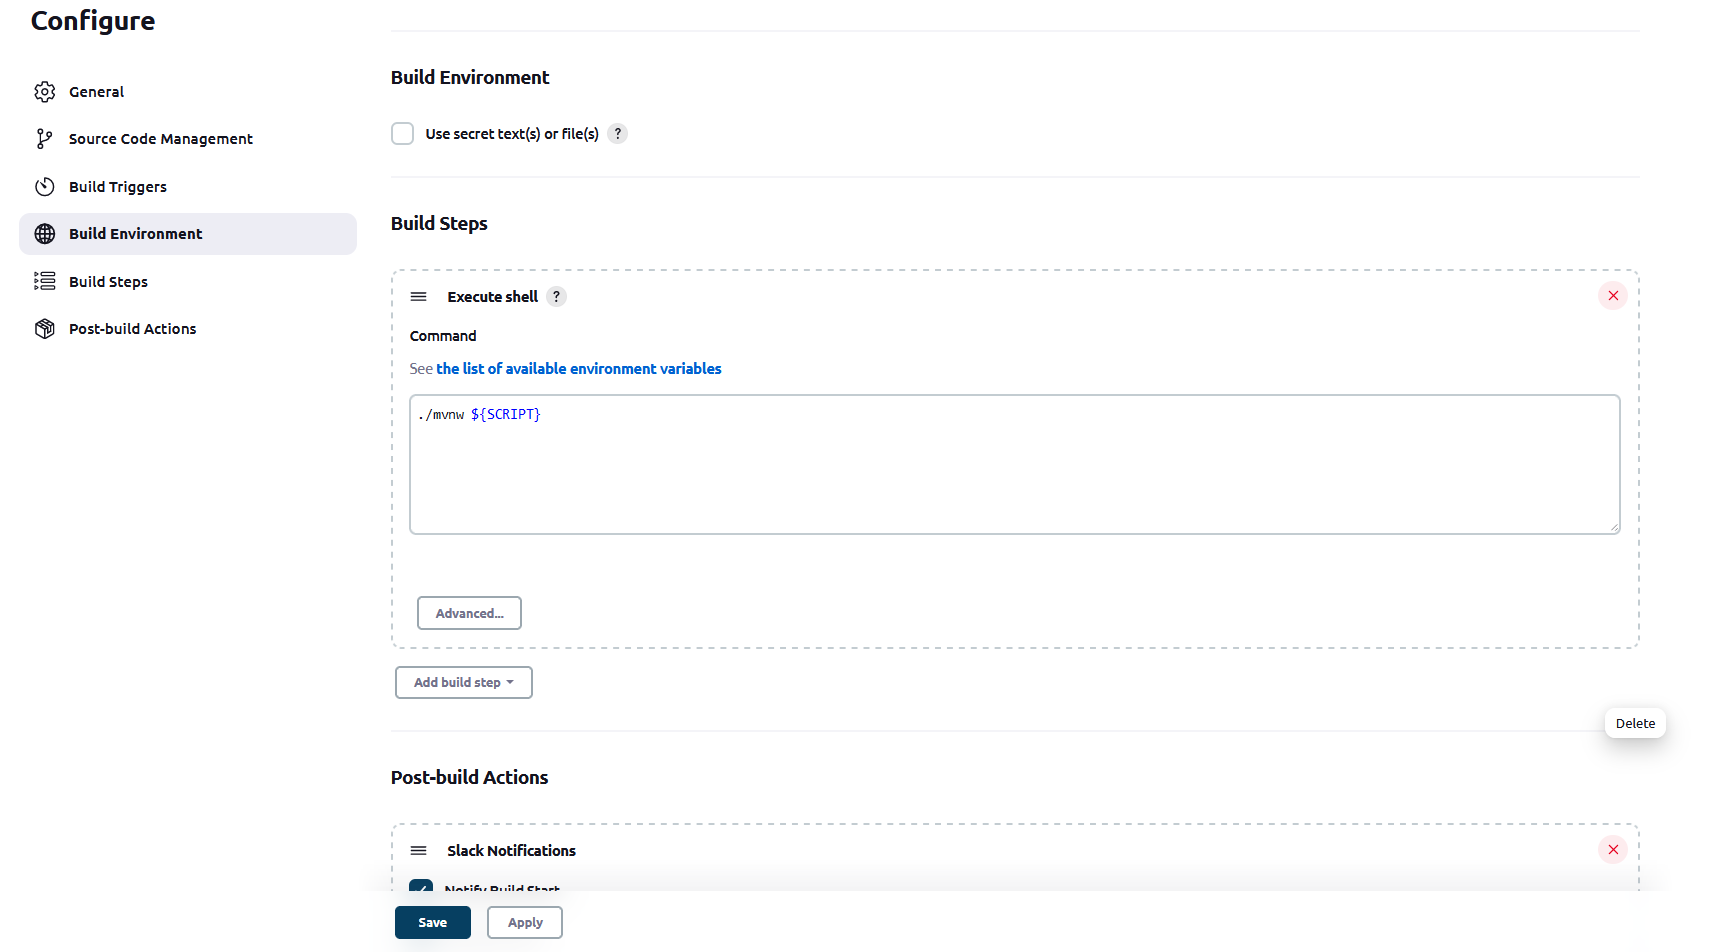 Configure
General
Source Code Management
Build Triggers
Build Environment
Build Steps
Post-build Actions
Build Environment
Use secret text(s) or file(s) ?
Build Steps
Execute shell ?
Command
See the list of available environment variables
./mvnw ${SCRIPT}
Advanced...
Add build step
Delete
Post-build Actions
Slack Notifications
Notify Build Start
Save
Apply